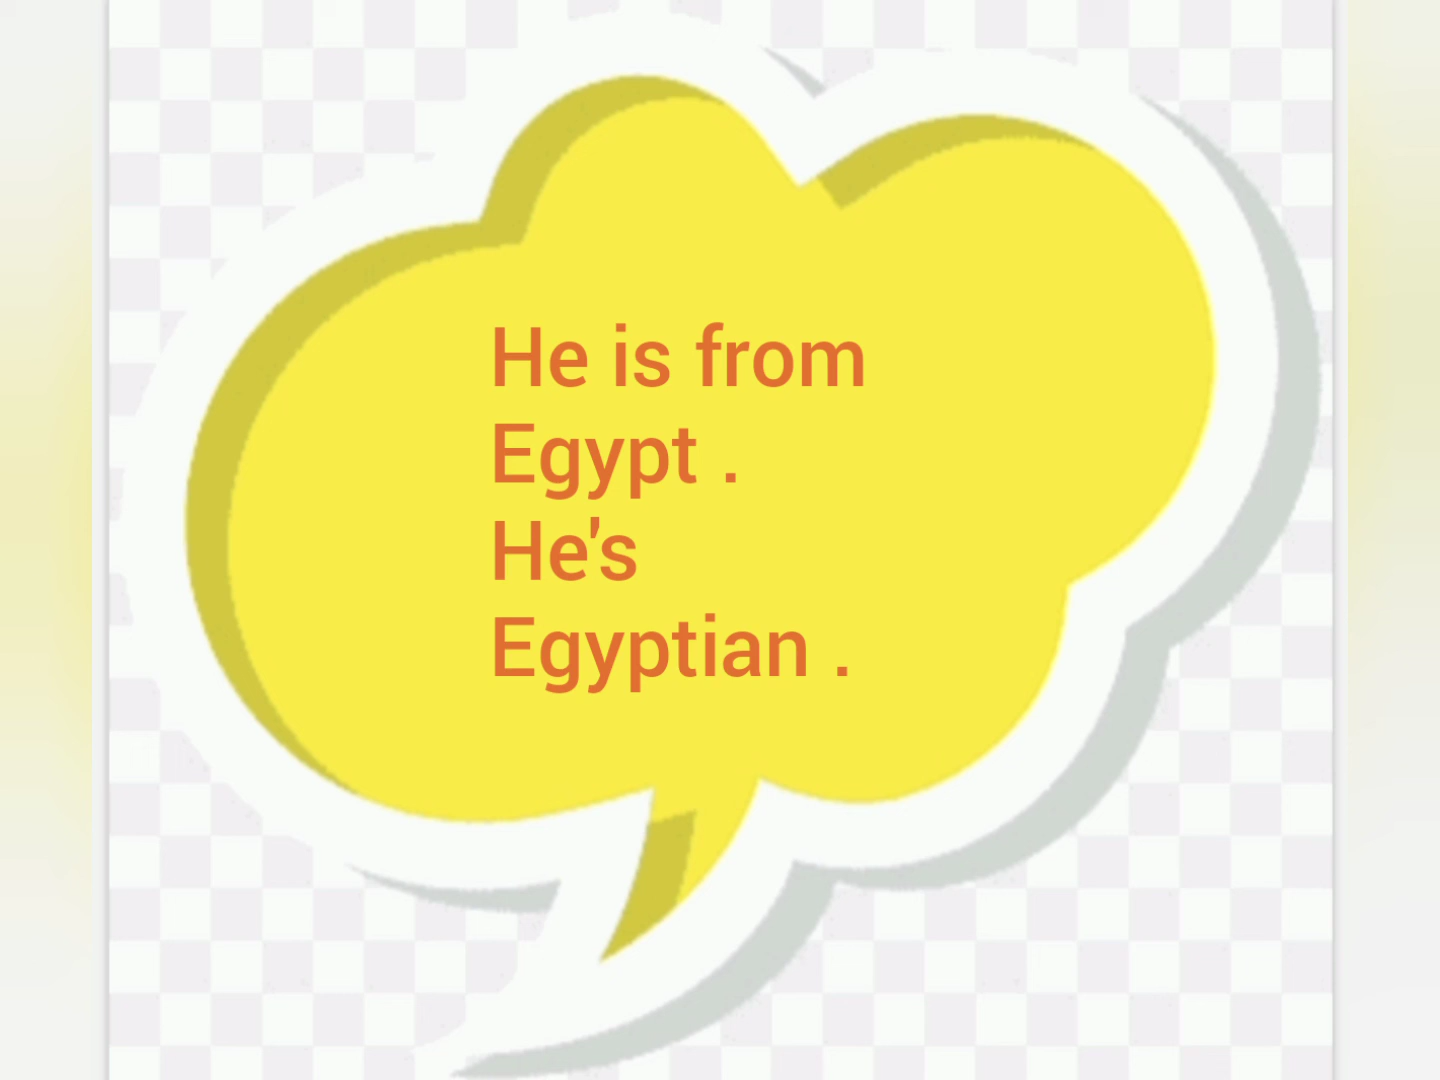 He is from
Egypt .
He's
Egyptian .